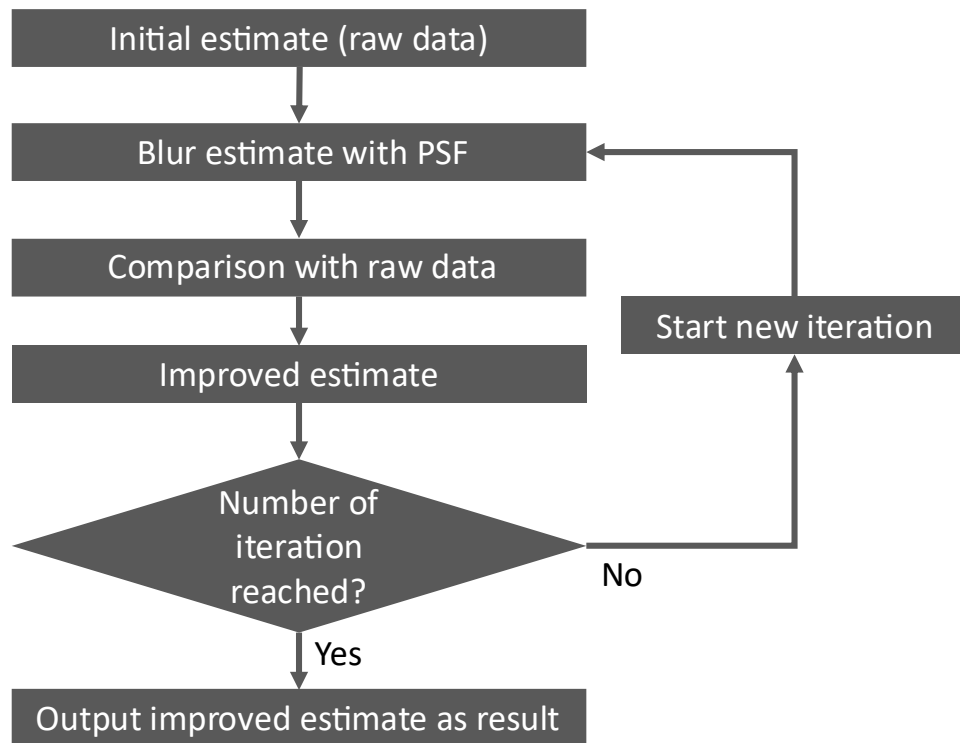 Initial estimate (raw data)
Blur estimate with PSF
Comparison with raw data
Start new iteration
Improved estimate
Number of
iteration
reached?
No
Yes
Output improved estimate as result